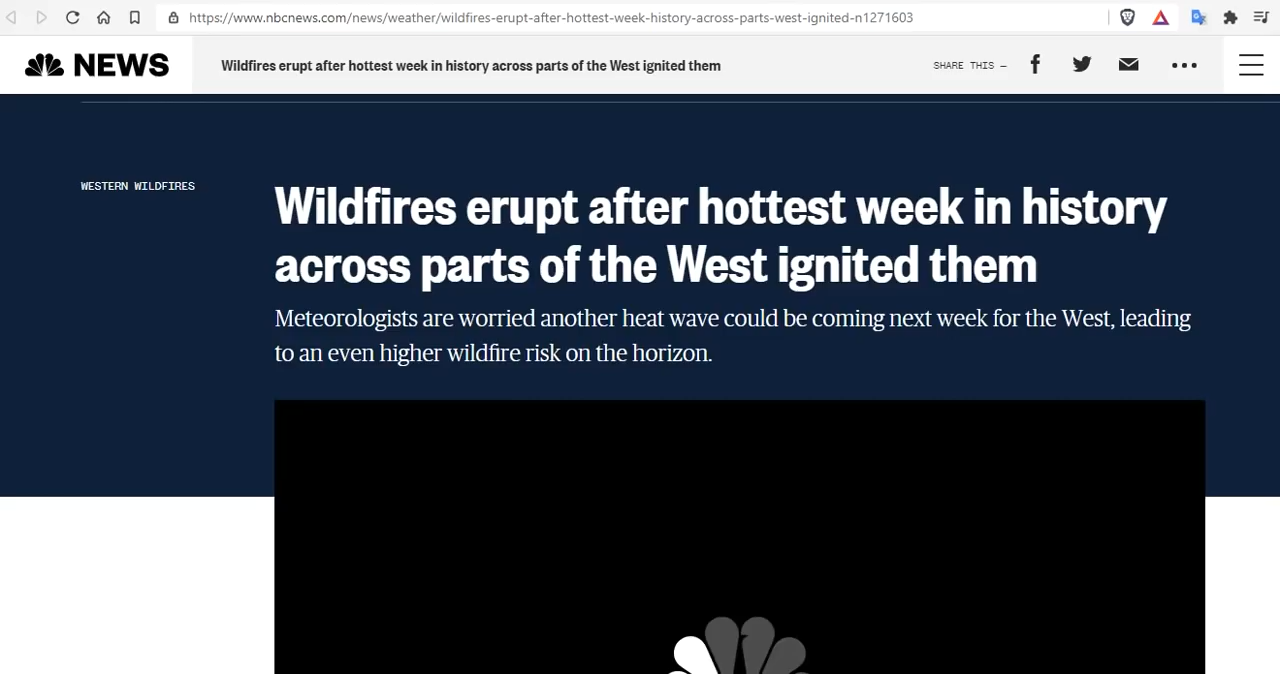 https://www.nbcnews.com/news/weather/wildfires-erupt-after-hottest-week-history-across-parts-west-ignited-n1271603
NEWS
Wildfires erupt after hottest week in history across parts of the West ignited them
SHARE THIS —
WESTERN WILDFIRES
Wildfires erupt after hottest week in history
across parts of the West ignited them
Meteorologists are worried another heat wave could be coming next week for the West, leading
to an even higher wildfire risk on the horizon.